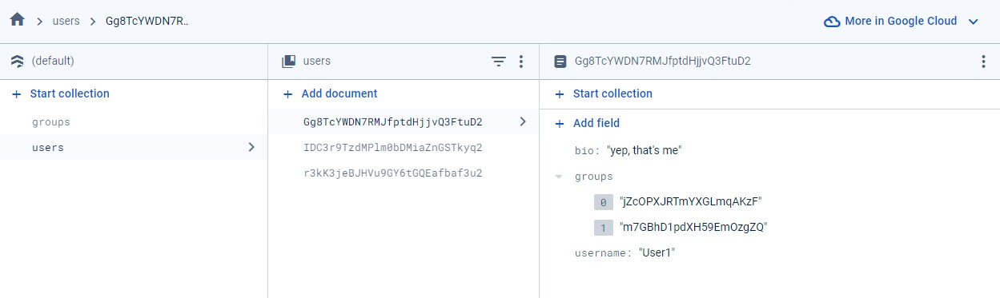 users Gg8TcYWDN7R..
More in Google Cloud
(default)
users
Gg8TcYWDN7RMJfptdHjjvQ3FtuD2
+ Start collection
+ Add document
+ Start collection
groups
users
Gg8TcYWDN7RMJfptdHjjvQ3FtuD2
IDC3r9TzdMPlm0bDMiaZnGSTkyq2
r3kK3jeBJHVu9GY6tGQEafbaf3u2
+ Add field
bio: "yep, that's me"
groups
0 "jZcOPXJRTmYXGLmqAKzF"
1 "m7GBhD1pdXH59EmOzgZQ"
username: "User1"